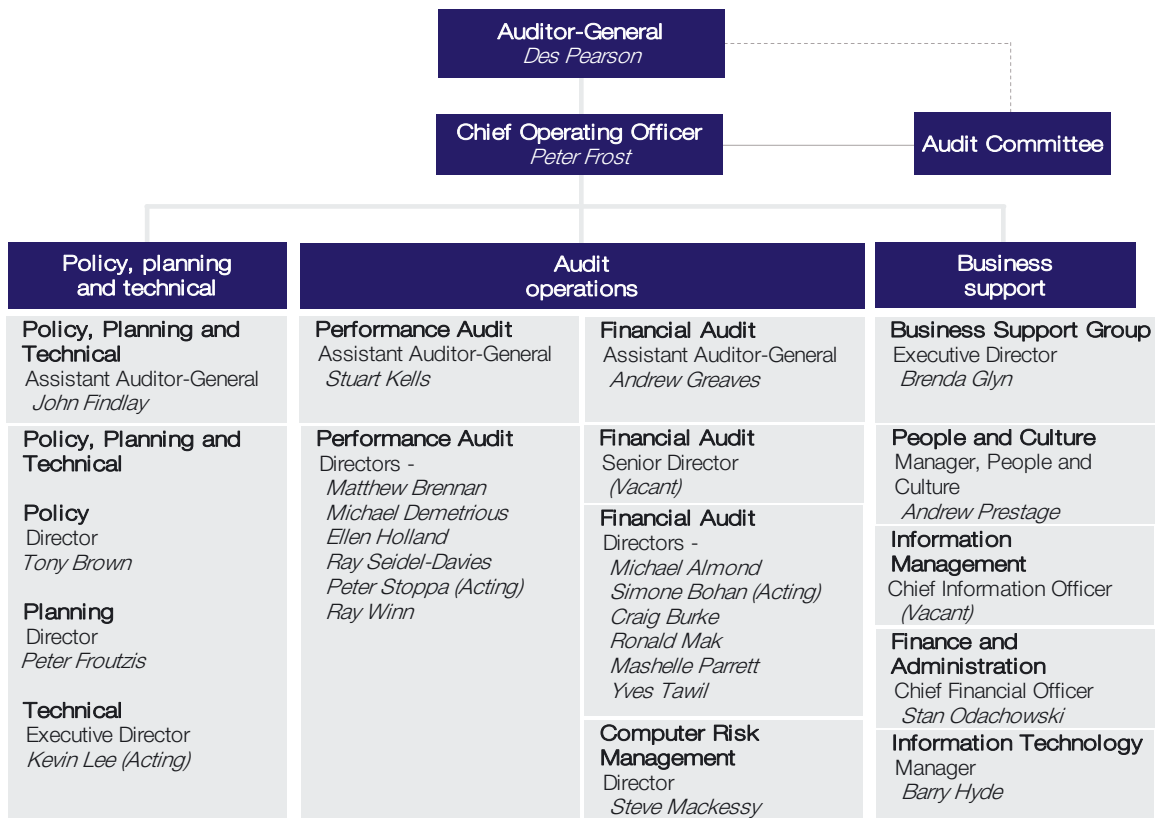 Auditor-General
Des Pearson
Chief Operating Officer
Peter Frost
Audit Committee
Policy, planning
and technical
Policy, Planning and
Technical
Assistant Auditor-General
John Findlay
Policy, Planning and
Technical
Policy
Director
Tony Brown
Planning
Director
Peter Froutzis
Technical
Executive Director
Kevin Lee (Acting)
Audit
operations
Performance Audit
Assistant Auditor-General
Stuart Kells
Performance Audit
Directors -
Matthew Brennan
Michael Demetrious
Ellen Holland
Ray Seidel-Davies
Peter Stoppa (Acting)
Ray Winn
Financial Audit
Assistant Auditor-General
Andrew Greaves
Financial Audit
Senior Director
(Vacant)
Financial Audit
Directors -
Michael Almond
Simone Bohan (Acting)
Craig Burke
Ronald Mak
Mashelle Parrett
Yves Tawil
Computer Risk
Management
Director
Steve Mackessy
Business
support
Business Support Group
Executive Director
Brenda Glyn
People and Culture
Manager, People and
Culture
Andrew Prestage
Information
Management
Chief Information Officer
(Vacant)
Finance and
Administration
Chief Financial Officer
Stan Odachowski
Information Technology
Manager
Barry Hyde